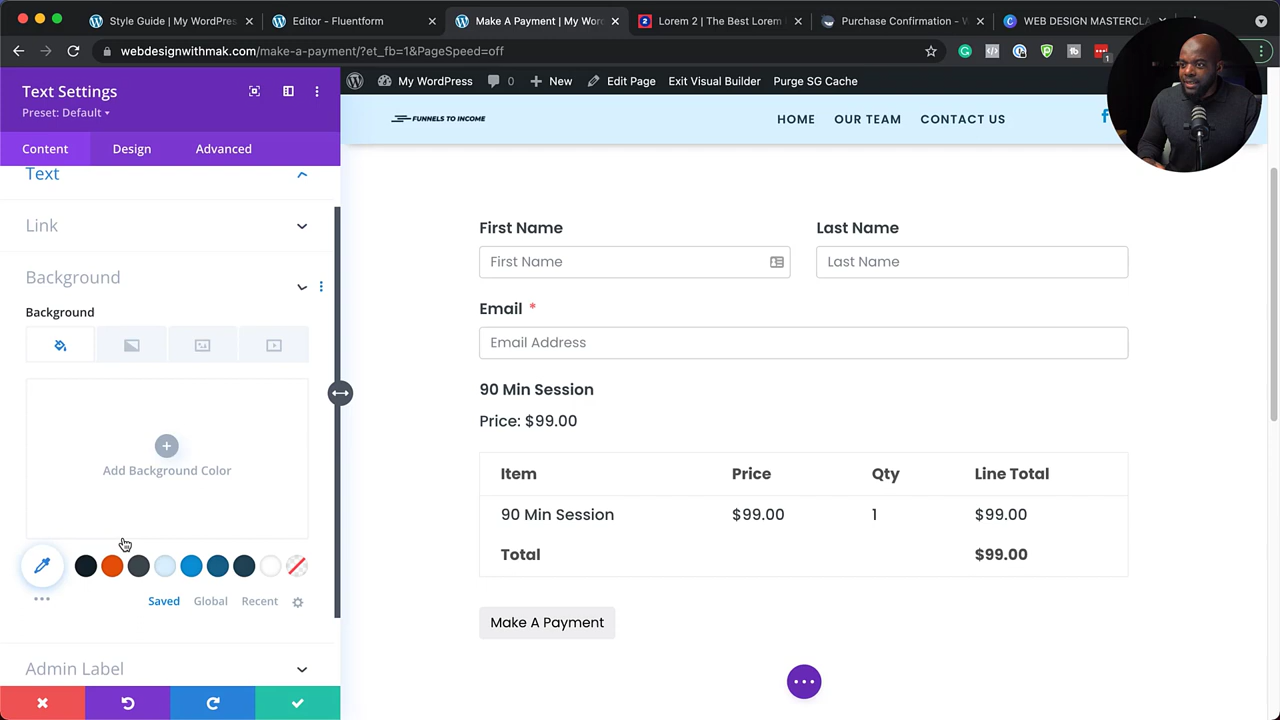 Style Guide | My WordPress
Editor - Fluentform
Make A Payment | My Wor
Lorem 2 | The Best Lorem
Purchase Confirmation - W
WEB DESIGN MASTERCLA
webdesignwithmak.com/make-a-payment/?et_fb=1&PageSpeed=off
1
My WordPress
0
New
Edit Page
Exit Visual Builder
Purge SG Cache
Text Settings
Preset: Default
Content
Design
Advanced
Text
Link
Background
Background
Add Background Color
Saved
Global
Recent
Admin Label
FUNNELS TO INCOME
HOME
OUR TEAM
CONTACT US
First Name
Last Name
First Name
Last Name
Email *
Email Address
90 Min Session
Price: $99.00
Item Price Qty Line Total
90 Min Session $99.00 1 $99.00
Total $99.00
Make A Payment